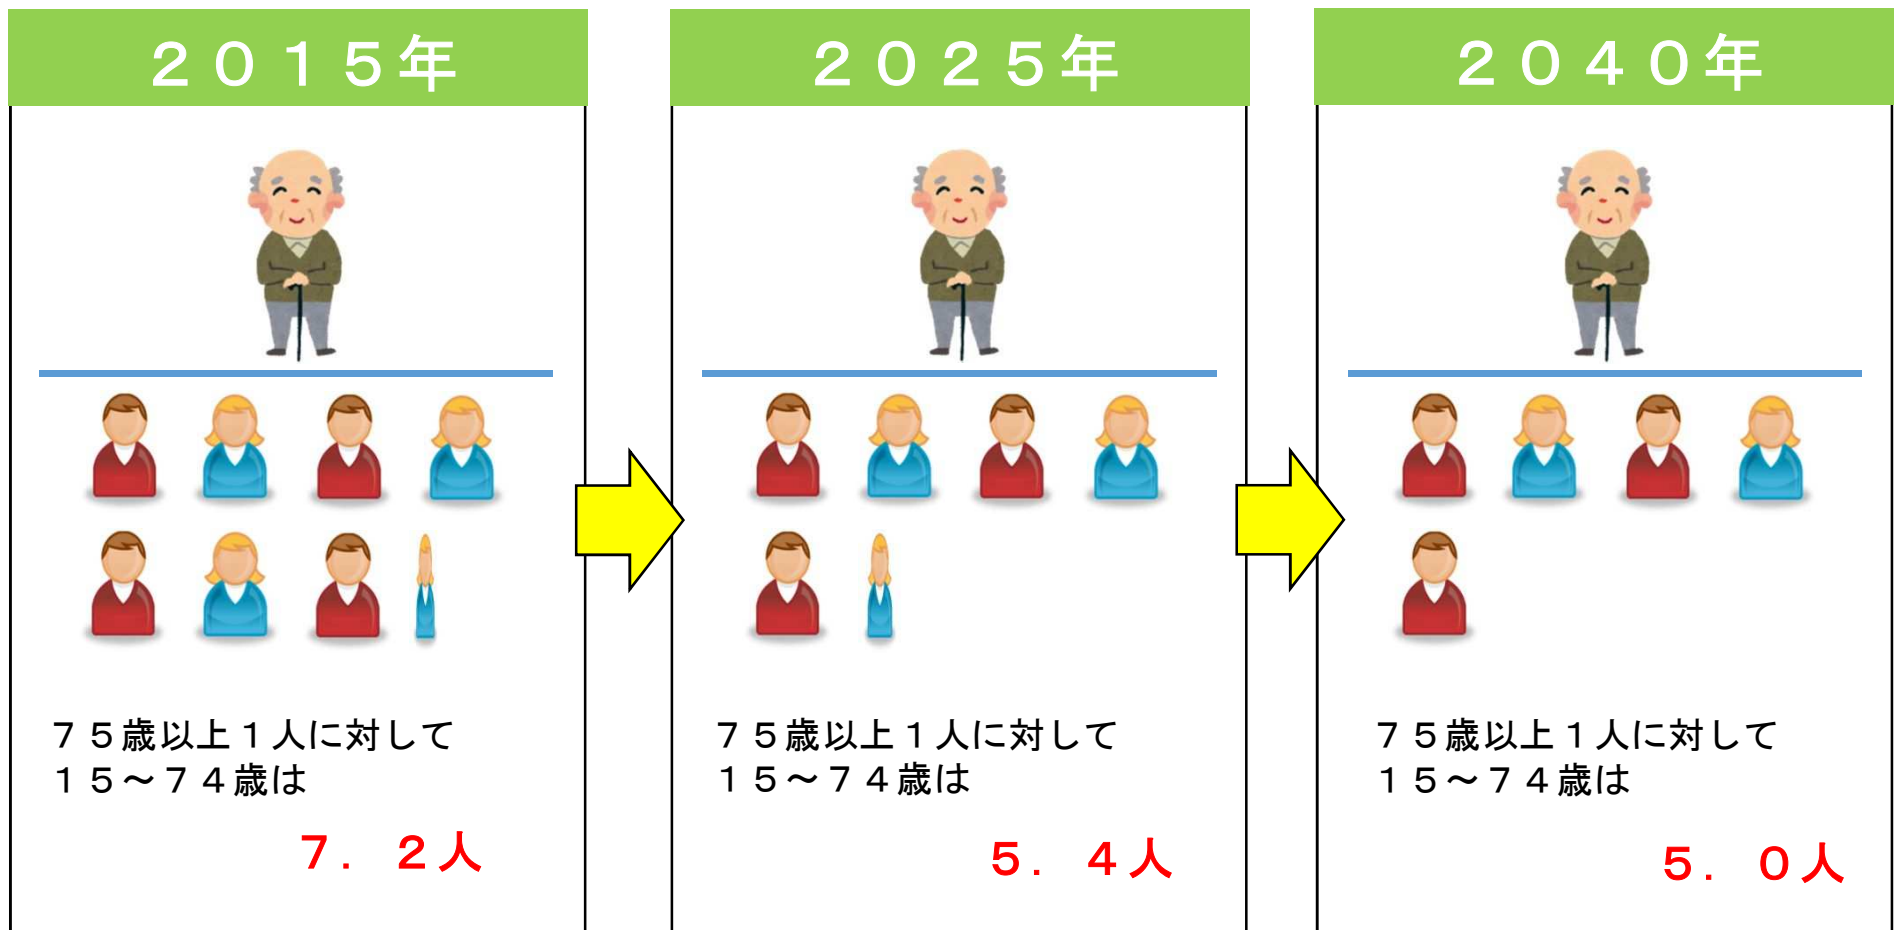 ２０１５年
７５歳以上１人に対して
１５～７４歳は
７．２人
２０２５年
７５歳以上１人に対して
１５～７４歳は
５．４人
２０４０年
７５歳以上１人に対して
１５～７４歳は
５．０人